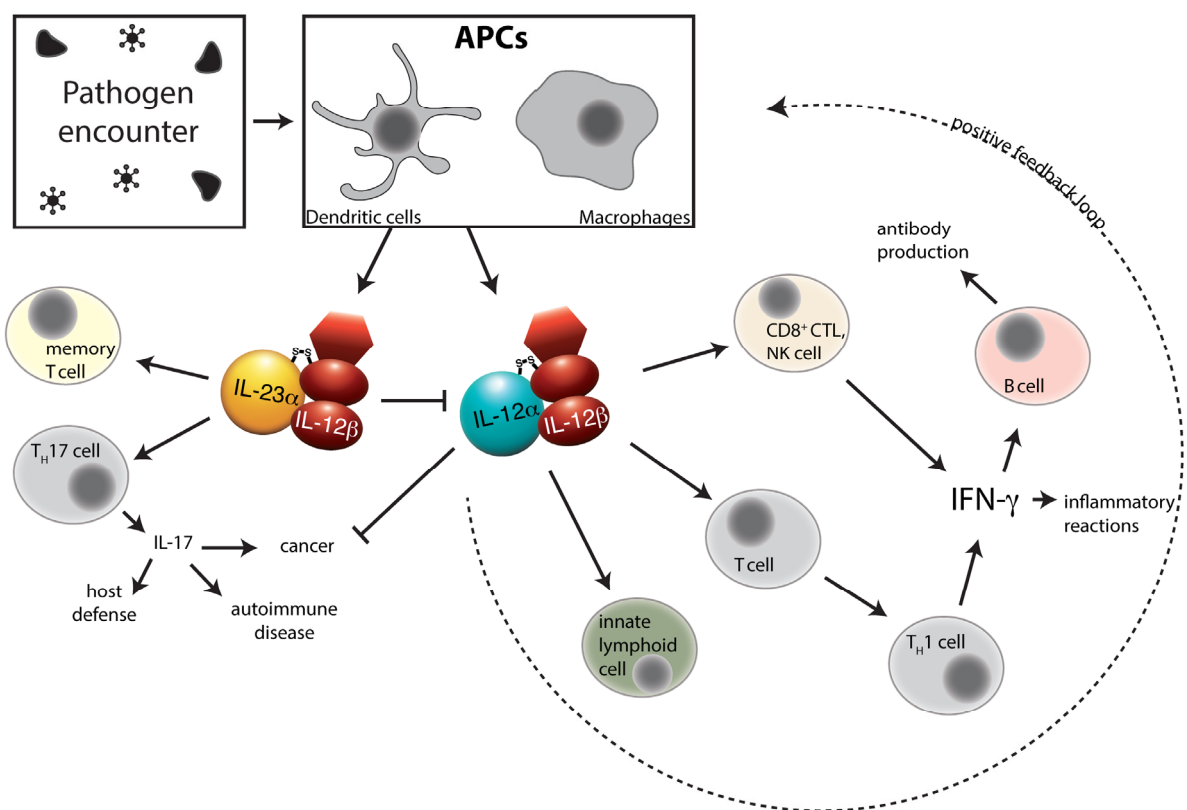 Pathogen
encounter
APCs
Dendritic cells
Macrophages
positive feedback loop
antibody
production
memory
T cell
S-S
IL-23α
IL-12β
S-S
IL-12α
IL-12β
CD8⁺ CTL,
NK cell
B cell
T_H17 cell
IL-17
cancer
host
defense
autoimmune
disease
IFN-γ
inflammatory
reactions
T cell
innate
lymphoid
cell
T_H1 cell